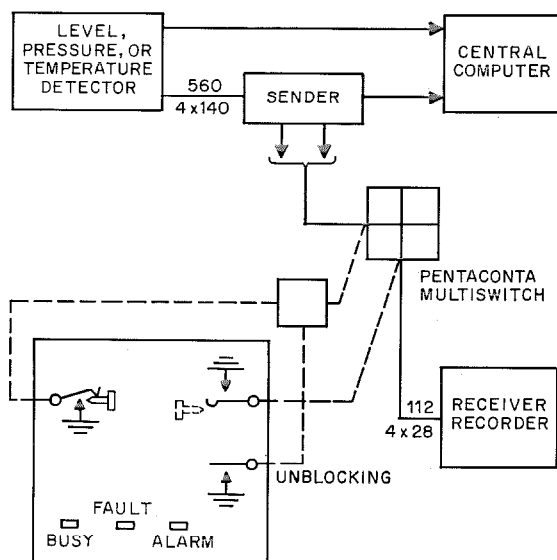 LEVEL,
PRESSURE, OR
TEMPERATURE
DETECTOR
560
4 x 140
SENDER
CENTRAL
COMPUTER
PENTACONTA
MULTISWITCH
112
4 x 28
RECEIVER
RECORDER
UNBLOCKING
FAULT
BUSY
ALARM